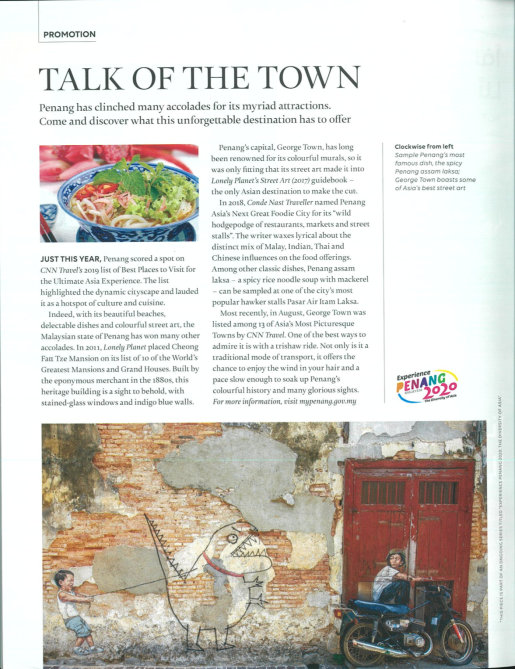 PROMOTION
TALK OF THE TOWN
Penang has clinched many accolades for its myriad attractions.
Come and discover what this unforgettable destination has to offer
JUST THIS YEAR, Penang scored a spot on
CNN Travel's 2019 list of Best Places to Visit for
the Ultimate Asia Experience. The list
highlighted the dynamic cityscape and lauded
it as a hotspot of culture and cuisine.
Indeed, with its beautiful beaches,
delectable dishes and colourful street art, the
Malaysian state of Penang has won many other
accolades. In 2011, Lonely Planet placed Cheong
Fatt Tze Mansion on its list of 10 of the World's
Greatest Mansions and Grand Houses. Built by
the eponymous merchant in the 1880s, this
heritage building is a sight to behold, with
stained-glass windows and indigo blue walls.
Penang's capital, George Town, has long
been renowned for its colourful murals, so it
was only fitting that its street art made it into
Lonely Planet's Street Art (2017) guidebook –
the only Asian destination to make the cut.
In 2018, Conde Nast Traveller named Penang
Asia's Next Great Foodie City for its "wild
hodgepodge of restaurants, markets and street
stalls". The writer waxes lyrical about the
distinct mix of Malay, Indian, Thai and
Chinese influences on the food offerings.
Among other classic dishes, Penang assam
laksa – a spicy rice noodle soup with mackerel
– can be sampled at one of the city's most
popular hawker stalls Pasar Air Itam Laksa.
Most recently, in August, George Town was
listed among 13 of Asia's Most Picturesque
Towns by CNN Travel. One of the best ways to
admire it is with a trishaw ride. Not only is it a
traditional mode of transport, it offers the
chance to enjoy the wind in your hair and a
pace slow enough to soak up Penang's
colourful history and many glorious sights.
For more information, visit mypenang.gov.my
Clockwise from left
Sample Penang's most
famous dish, the spicy
Penang assam laksa;
George Town boasts some
of Asia's best street art
Experience
PENANG
2020
The Diversity of Asia
*THIS PIECE IS PART OF AN ONGOING SERIES TITLED 'EXPERIENCE PENANG 2020: THE DIVERSITY OF ASIA'